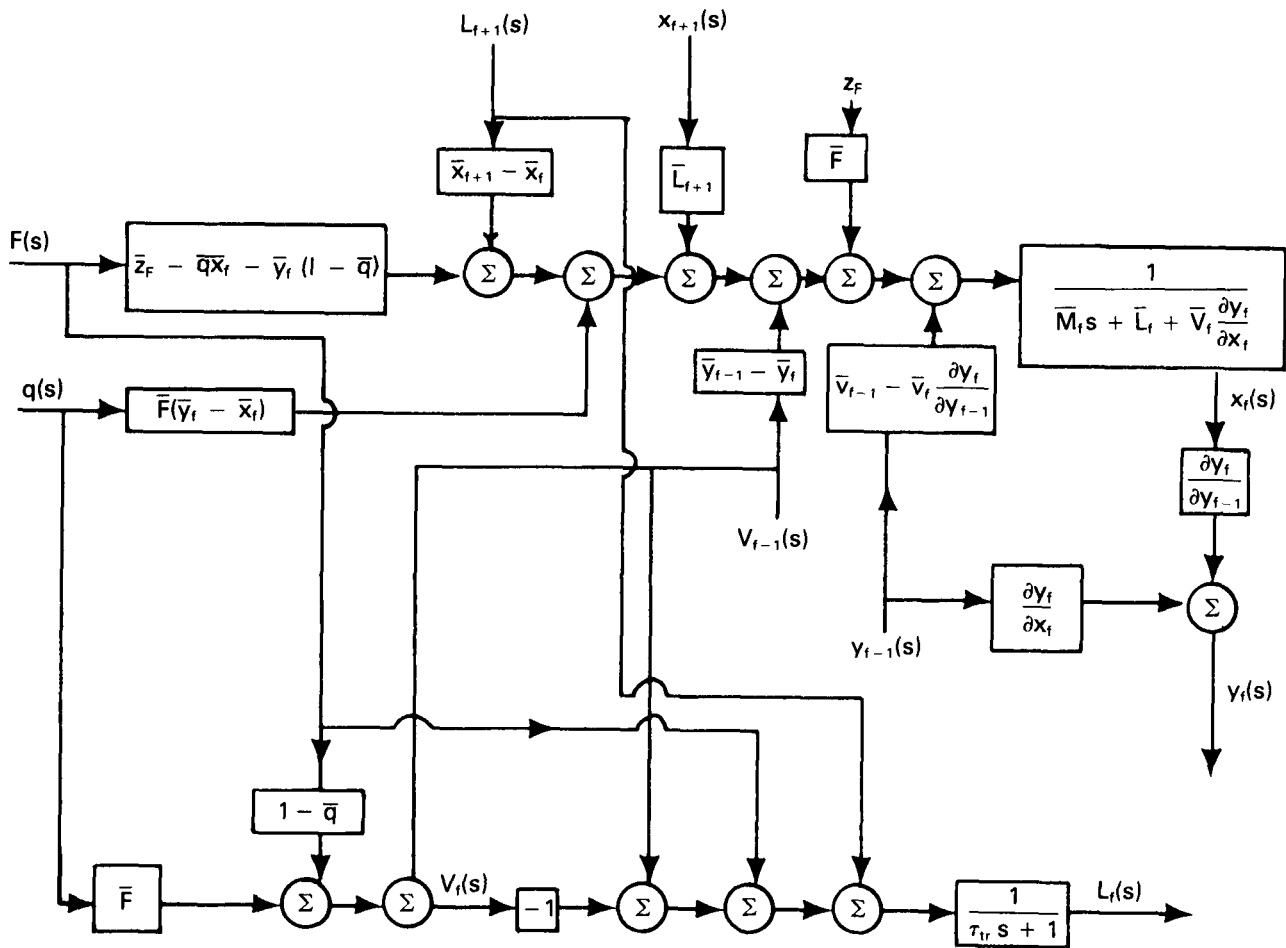 L_{f+1}(s)
x_{f+1}(s)
z_F
x̄_{f+1} − x̄_f
L̄_{f+1}
F̄
F(s)
z̄_F − q̄x̄_f − ȳ_f (I − q̄)
Σ
Σ
Σ
Σ
Σ
Σ
1 / (M̄_f s + L̄_f + V̄_f ∂y_f/∂x_f)
q(s)
F̄(ȳ_f − x̄_f)
ȳ_{f−1} − ȳ_f
v̄_{f−1} − v̄_f ∂y_f/∂y_{f−1}
x_f(s)
∂y_f/∂y_{f−1}
V_{f−1}(s)
∂y_f/∂x_f
Σ
y_{f−1}(s)
y_f(s)
1 − q̄
F̄
Σ
Σ
V_f(s)
−1
Σ
Σ
Σ
1 / (τ_{tr} s + 1)
L_f(s)